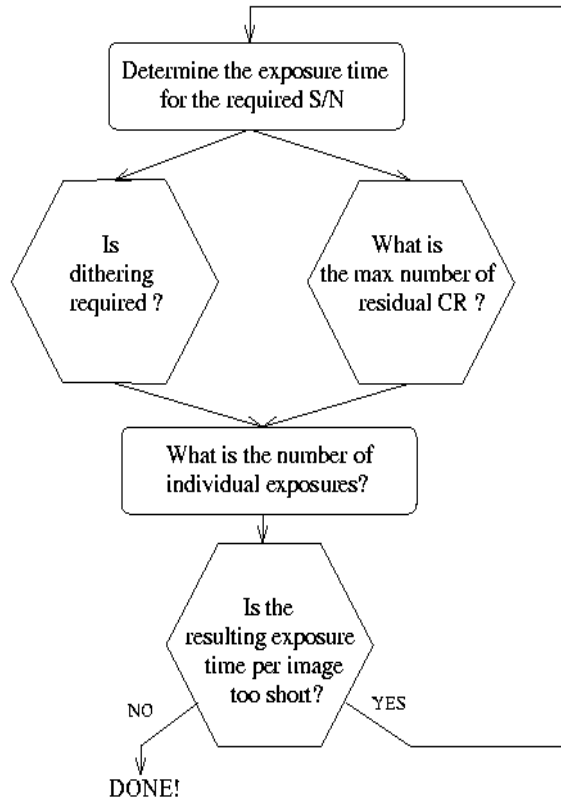 Determine the exposure time
for the required S/N
Is
dithering
required ?
What is
the max number of
residual CR ?
What is the number of
individual exposures?
Is the
resulting exposure
time per image
too short?
NO
YES
DONE!